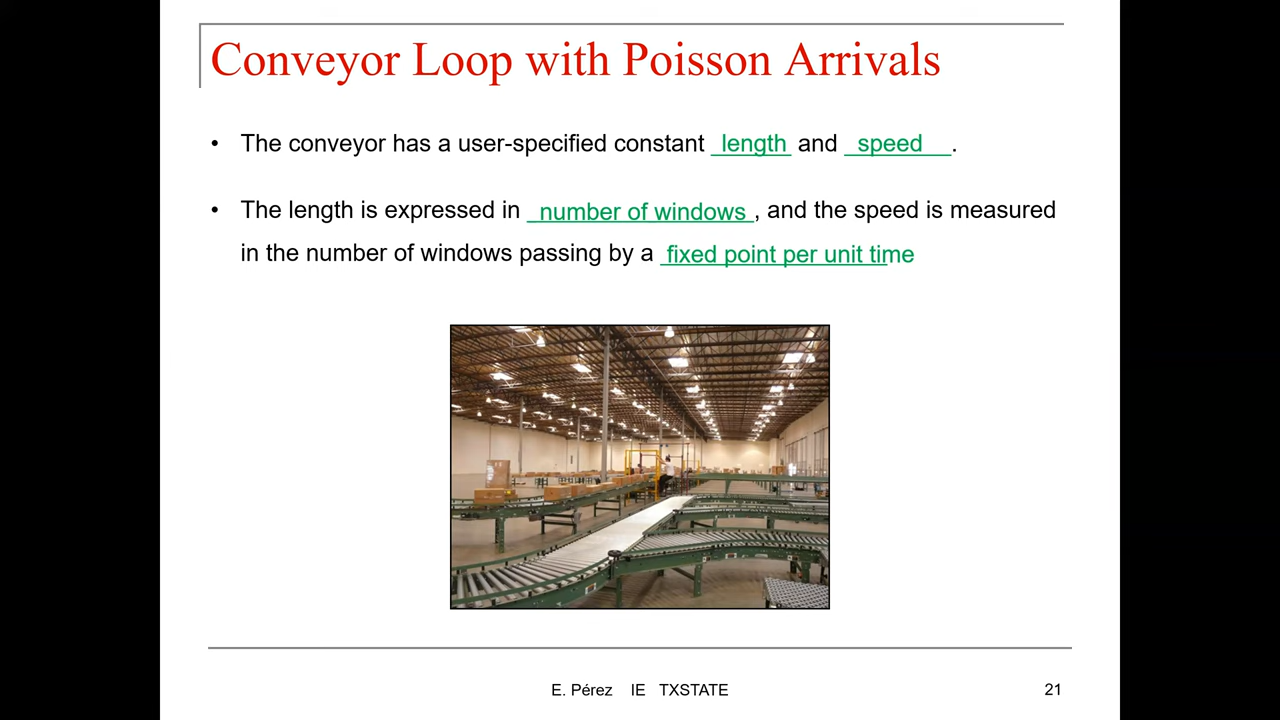 Conveyor Loop with Poisson Arrivals
• The conveyor has a user-specified constant length and speed.
• The length is expressed in number of windows, and the speed is measured
in the number of windows passing by a fixed point per unit time
E. Pérez IE TXSTATE 21